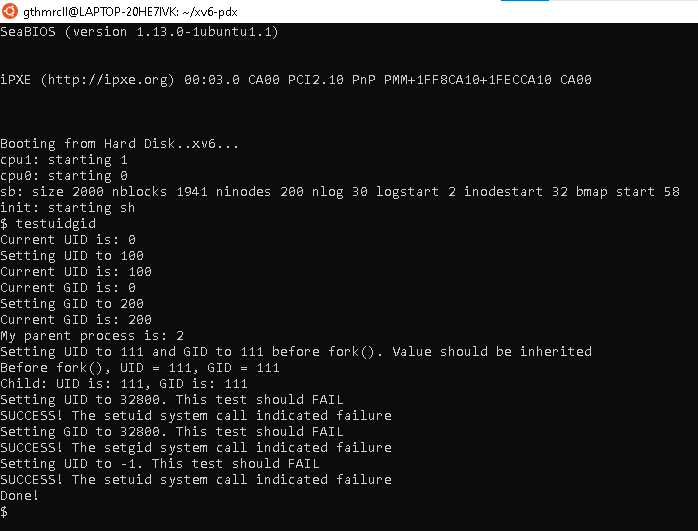 gthmrcll@LAPTOP-20HE7IVK: ~/xv6-pdx
SeaBIOS (version 1.13.0-1ubuntu1.1)
iPXE (http://ipxe.org) 00:03.0 CA00 PCI2.10 PnP PMM+1FF8CA10+1FECCA10 CA00
Booting from Hard Disk..xv6...
cpu1: starting 1
cpu0: starting 0
sb: size 2000 nblocks 1941 ninodes 200 nlog 30 logstart 2 inodestart 32 bmap start 58
init: starting sh
$ testuidgid
Current UID is: 0
Setting UID to 100
Current UID is: 100
Current GID is: 0
Setting GID to 200
Current GID is: 200
My parent process is: 2
Setting UID to 111 and GID to 111 before fork(). Value should be inherited
Before fork(), UID = 111, GID = 111
Child: UID is: 111, GID is: 111
Setting UID to 32800. This test should FAIL
SUCCESS! The setuid system call indicated failure
Setting GID to 32800. This test should FAIL
SUCCESS! The setgid system call indicated failure
Setting UID to -1. This test should FAIL
SUCCESS! The setuid system call indicated failure
Done!
$